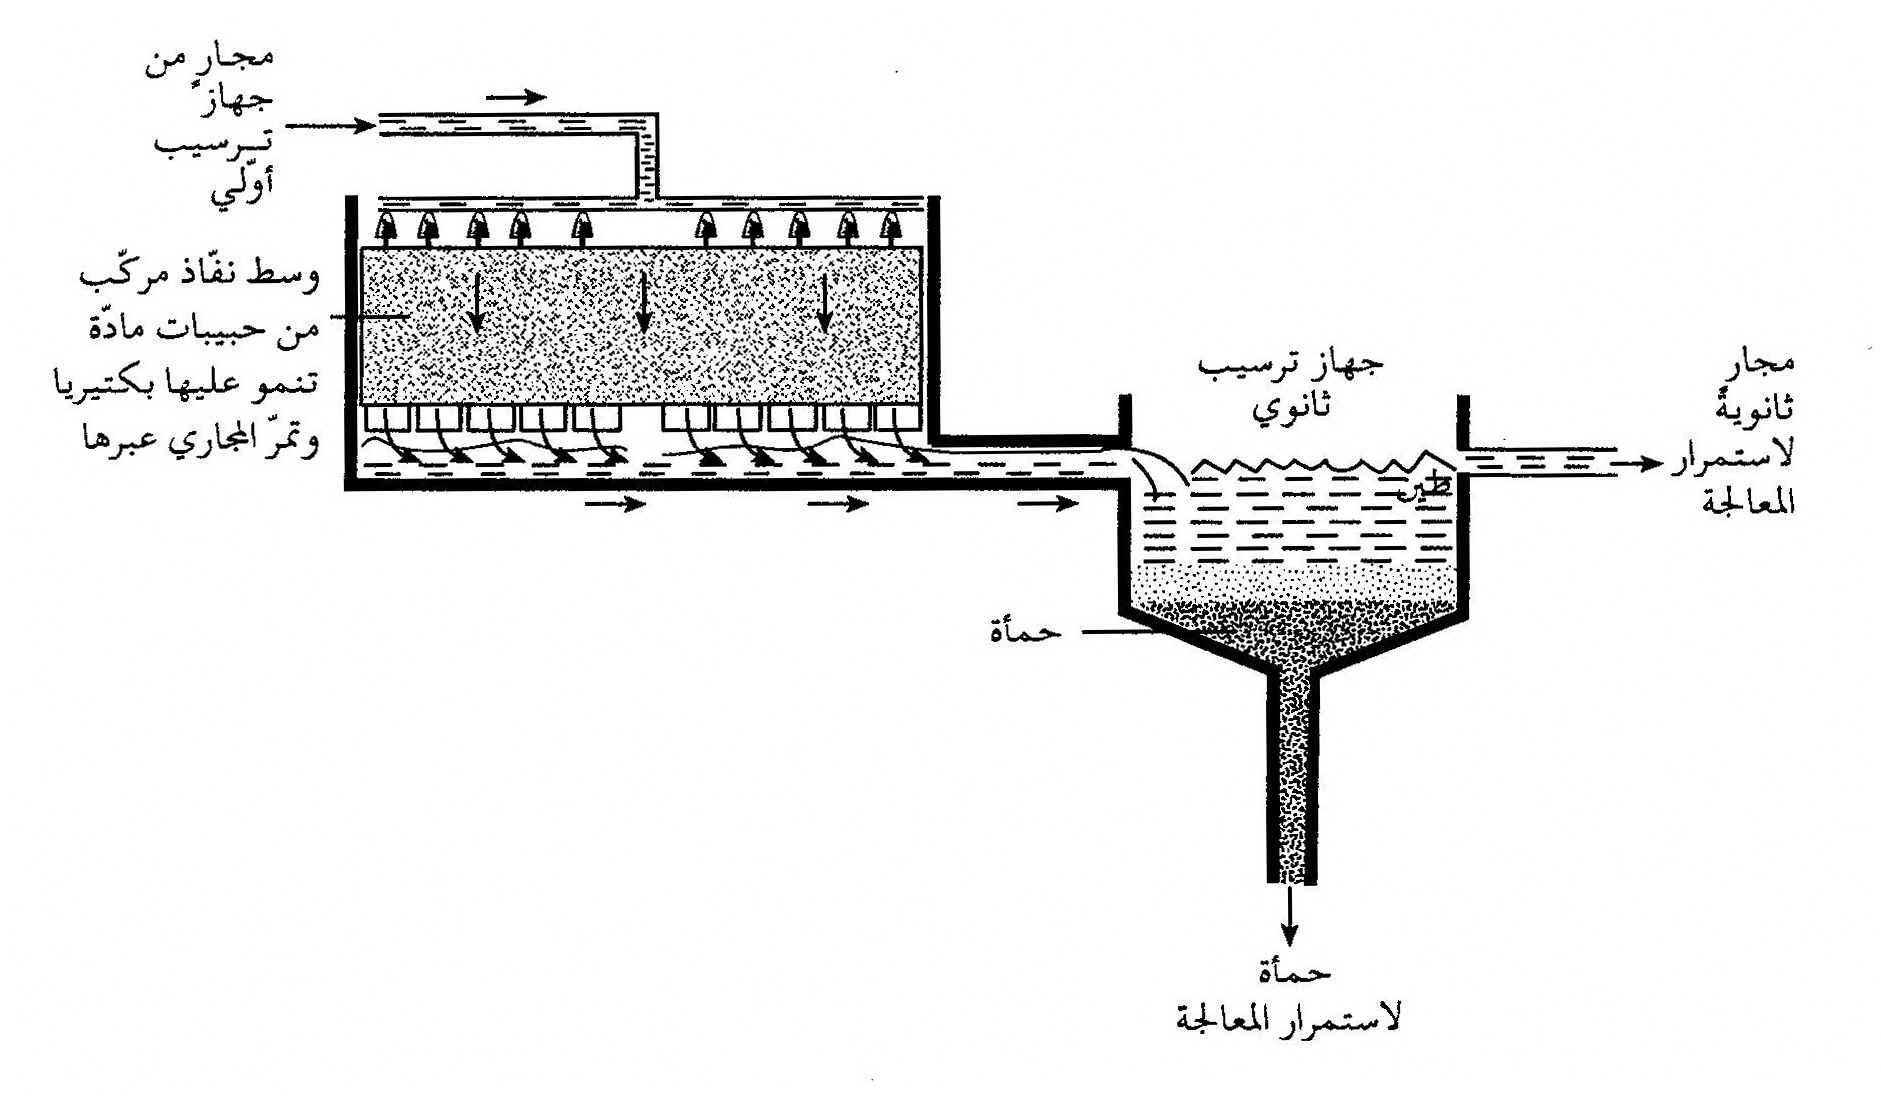 مجارٍ من
جهاز
ترسيب
أوّلي
وسط نفّاذ مركّب
من حبيبات مادّة
تنمو عليها بكتيريا
وتمرّ المجاري عبرها
جهاز ترسيب
ثانوي
مجار
ثانويةً
لاستمرار
المعالجة
حمأة
حمأة
لاستمرار المعالجة